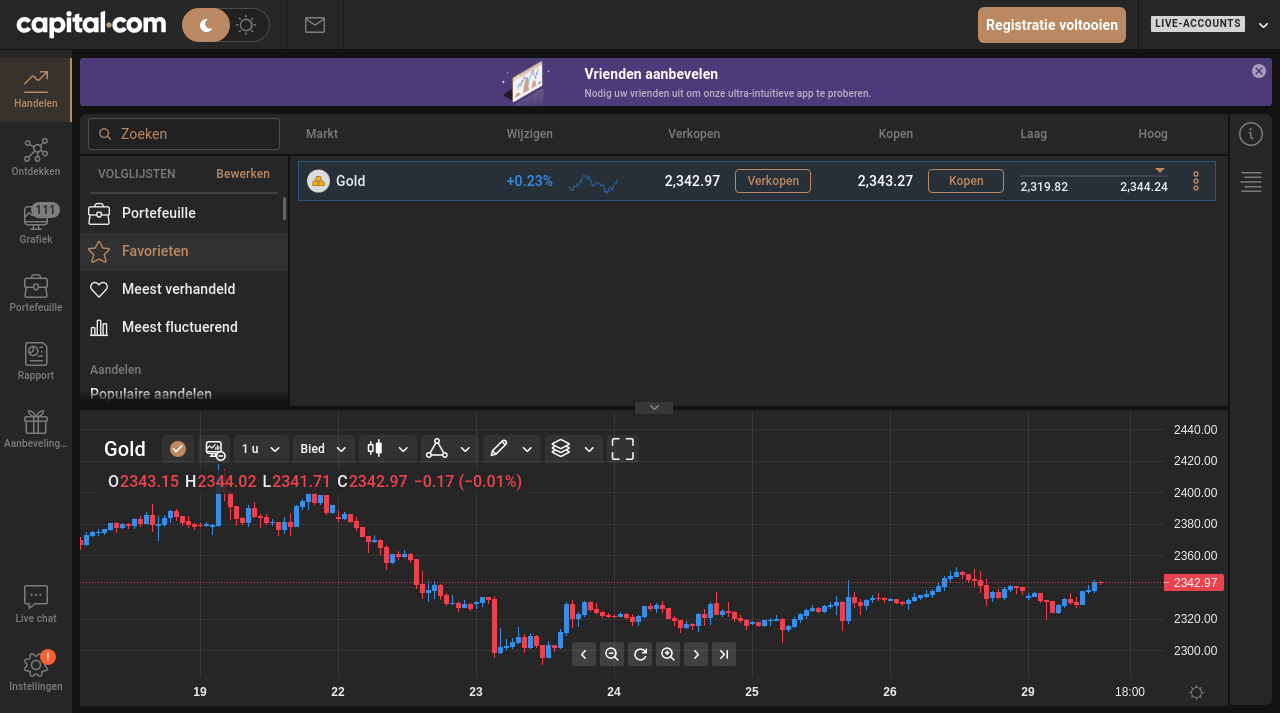 capital.com
Registratie voltooien
LIVE-ACCOUNTS
Handelen
Ontdekken
111
Grafiek
Portefeuille
Rapport
Aanbeveling...
Live chat
!
Instellingen
Vrienden aanbevelen
Nodig uw vrienden uit om onze ultra-intuïtieve app te proberen.
Zoeken
Markt Wijzigen Verkopen Kopen Laag Hoog
VOLGLIJSTEN Bewerken
Portefeuille
Favorieten
Meest verhandeld
Meest fluctuerend
Aandelen
Populaire aandelen
Gold +0.23% 2,342.97 Verkopen 2,343.27 Kopen 2,319.82 2,344.24
Gold 1 u Bied
O2343.15 H2344.02 L2341.71 C2342.97 −0.17 (−0.01%)
2440.00
2420.00
2400.00
2380.00
2360.00
2342.97
2320.00
2300.00
19 22 23 24 25 26 29 18:00